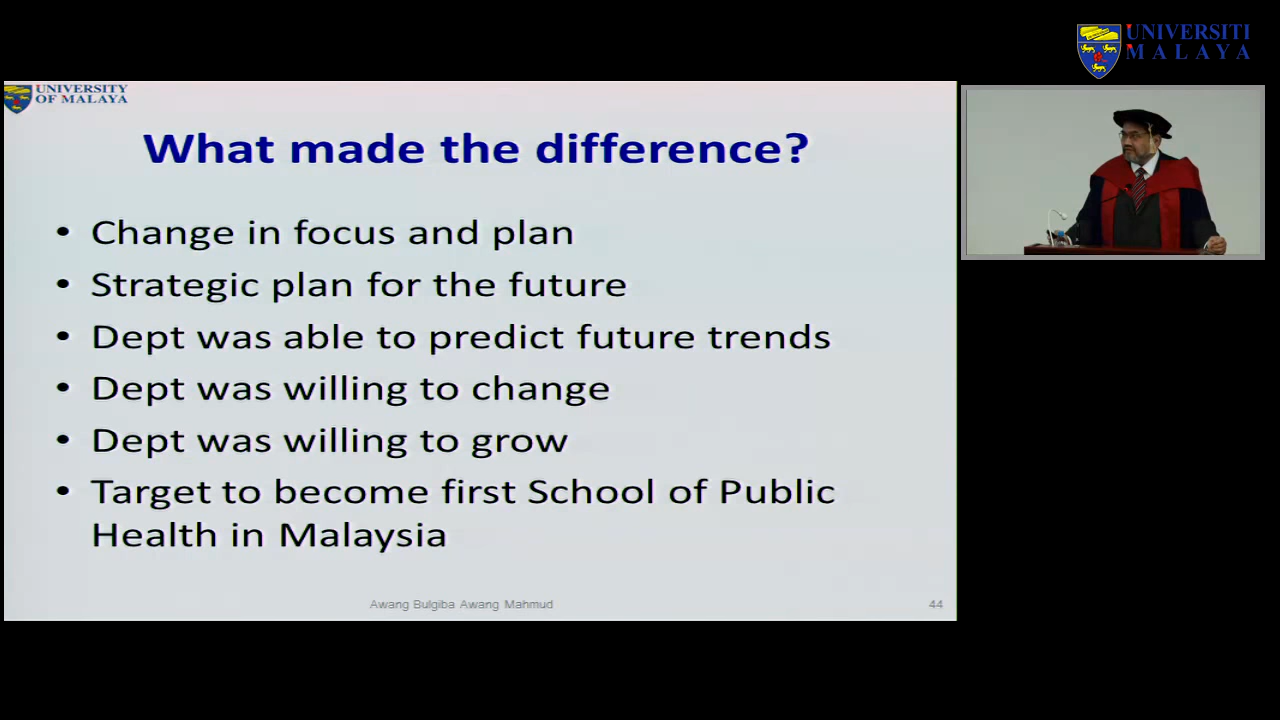 UNIVERSITI
MALAYA
UNIVERSITY
OF MALAYA
What made the difference?
• Change in focus and plan
• Strategic plan for the future
• Dept was able to predict future trends
• Dept was willing to change
• Dept was willing to grow
• Target to become first School of Public
Health in Malaysia
Awang Bulgiba Awang Mahmud
44